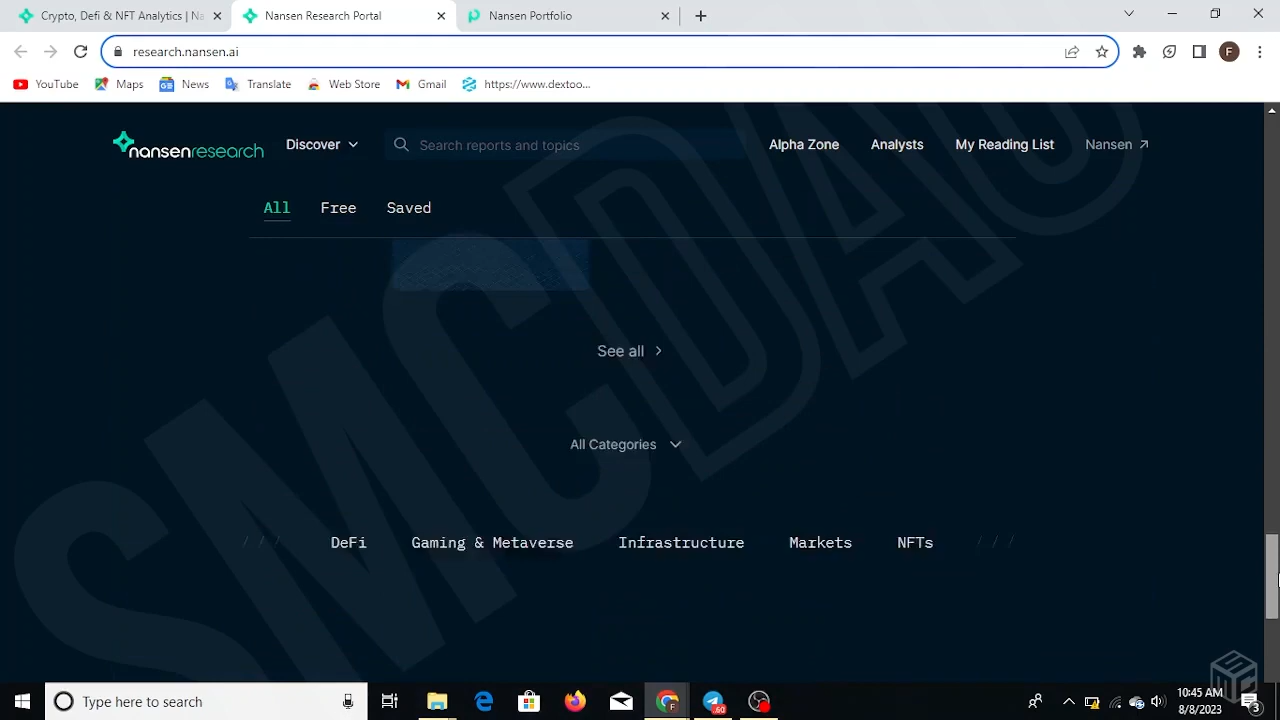 Crypto, Defi & NFT Analytics | N
Nansen Research Portal
Nansen Portfolio
research.nansen.ai
F
YouTube
Maps
News
Translate
Web Store
Gmail
https://www.dextoo...
nansenresearch
Discover
Search reports and topics
Alpha Zone
Analysts
My Reading List
Nansen
All
Free
Saved
See all
All Categories
/ / /
DeFi
Gaming & Metaverse
Infrastructure
Markets
NFTs
/ / /
SMCDAO
Type here to search
.60
10:45 AM
8/8/2023
3